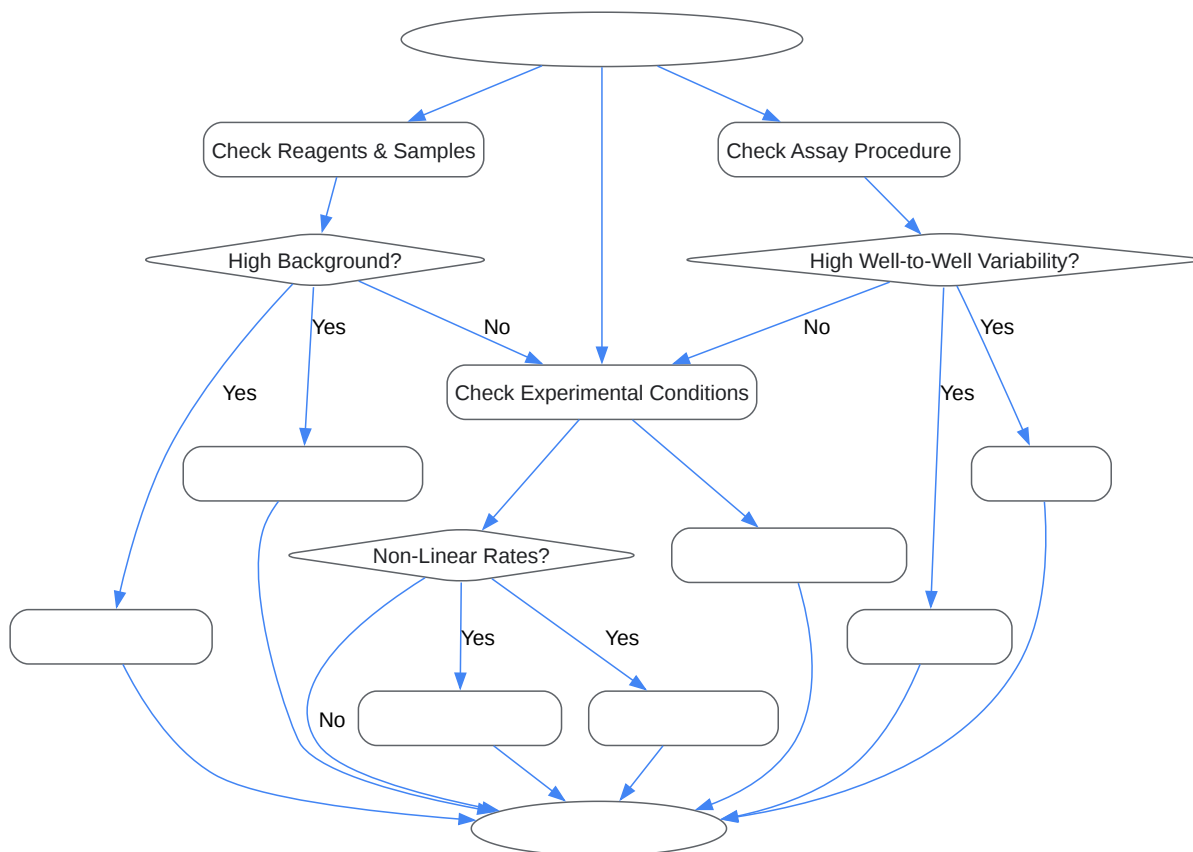 Check Reagents & Samples
Check Assay Procedure
High Background?
High Well-to-Well Variability?
Yes
No
No
Yes
Yes
Check Experimental Conditions
Yes
Non-Linear Rates?
Yes
Yes
No